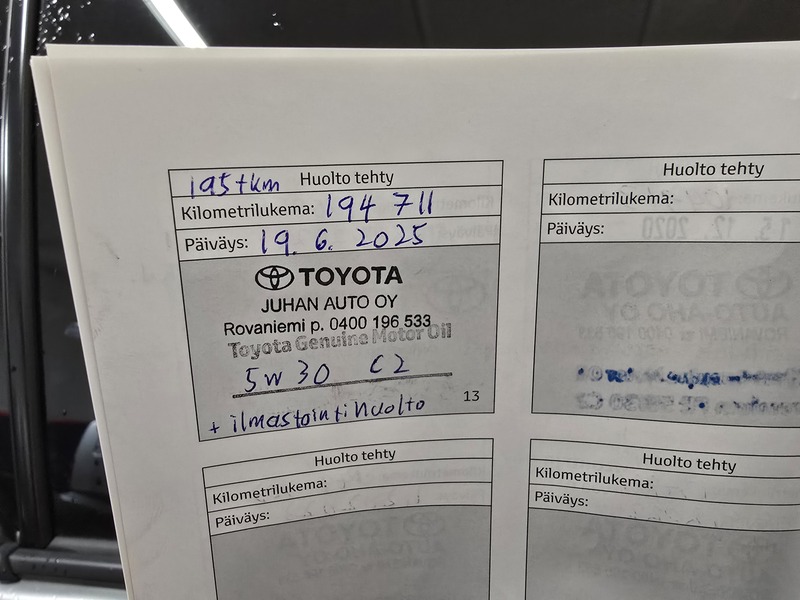 195tkm Huolto tehty
Kilometrilukema: 194 711
Päiväys: 19. 6. 2025
TOYOTA
JUHAN AUTO OY
Rovaniemi p. 0400 196 533
Toyota Genuine Motor Oil
5W30 C2
+ ilmastointihuolto
13
Huolto tehty
Kilometrilukema:
Päiväys:
Huolto tehty
Kilometrilukema:
Päiväys:
Huolto tehty
Kilometrilukema:
Päiväys: